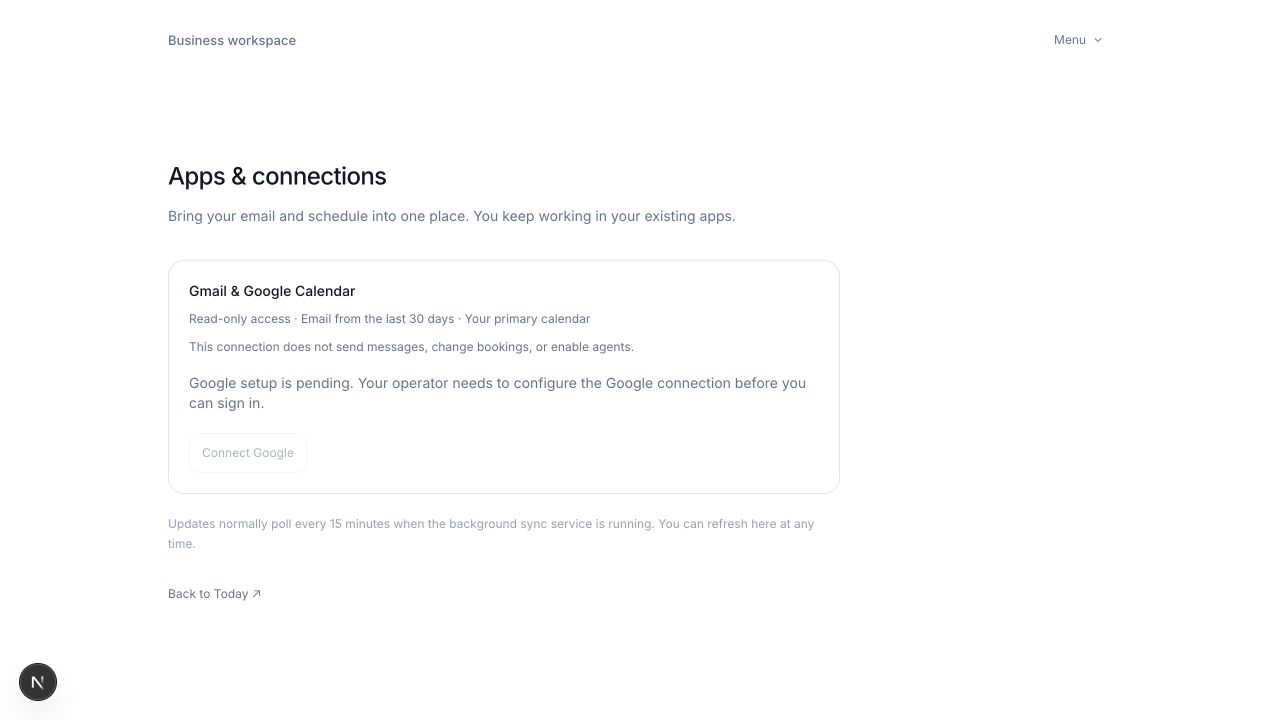 Business workspace
Menu
Apps & connections
Bring your email and schedule into one place. You keep working in your existing apps.
Gmail & Google Calendar
Read-only access · Email from the last 30 days · Your primary calendar
This connection does not send messages, change bookings, or enable agents.
Google setup is pending. Your operator needs to configure the Google connection before you
can sign in.
Connect Google
Updates normally poll every 15 minutes when the background sync service is running. You can refresh here at any
time.
Back to Today ↗
N